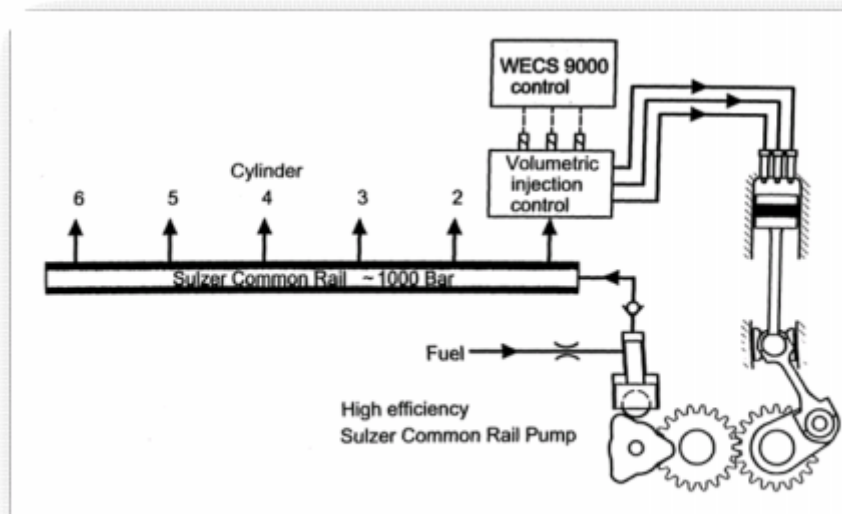 WECS 9000
control
Volumetric
injection
control
Cylinder
6 5 4 3 2
Sulzer Common Rail ~ 1000 Bar
Fuel
High efficiency
Sulzer Common Rail Pump